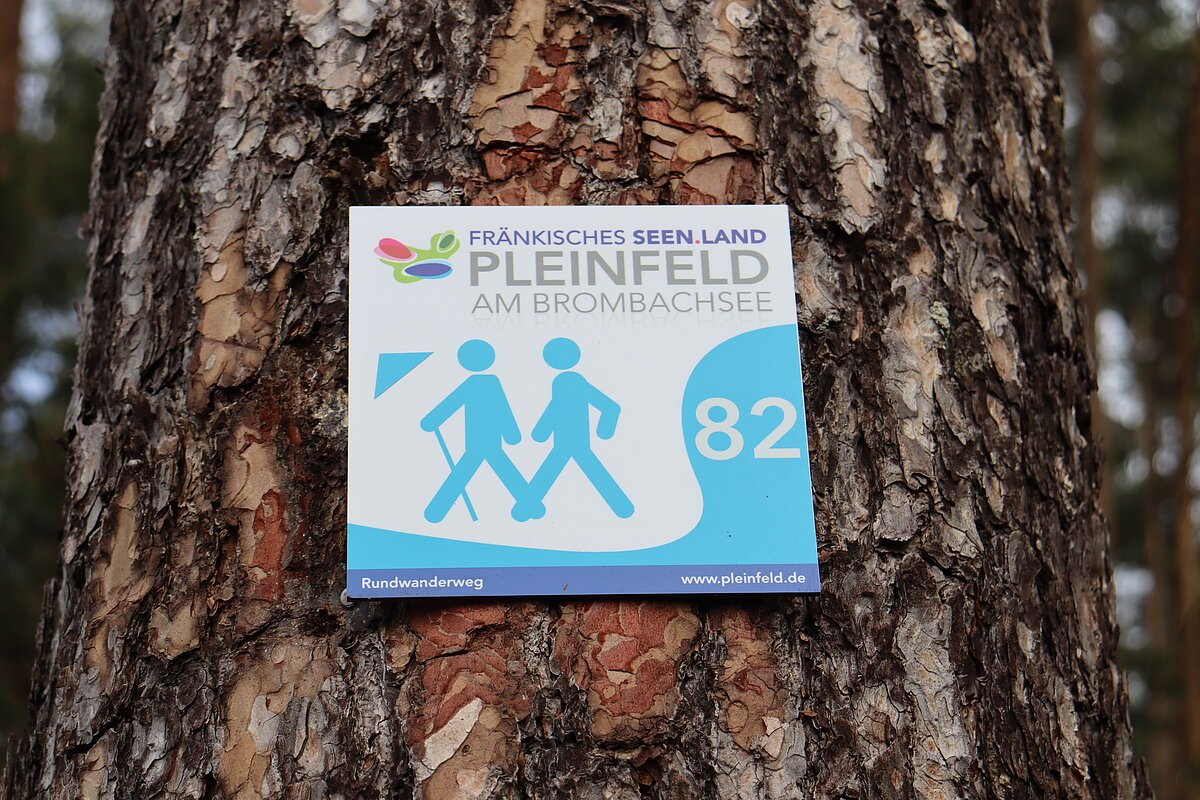 FRÄNKISCHES SEEN.LAND
PLEINFELD
AM BROMBACHSEE
82
Rundwanderweg www.pleinfeld.de